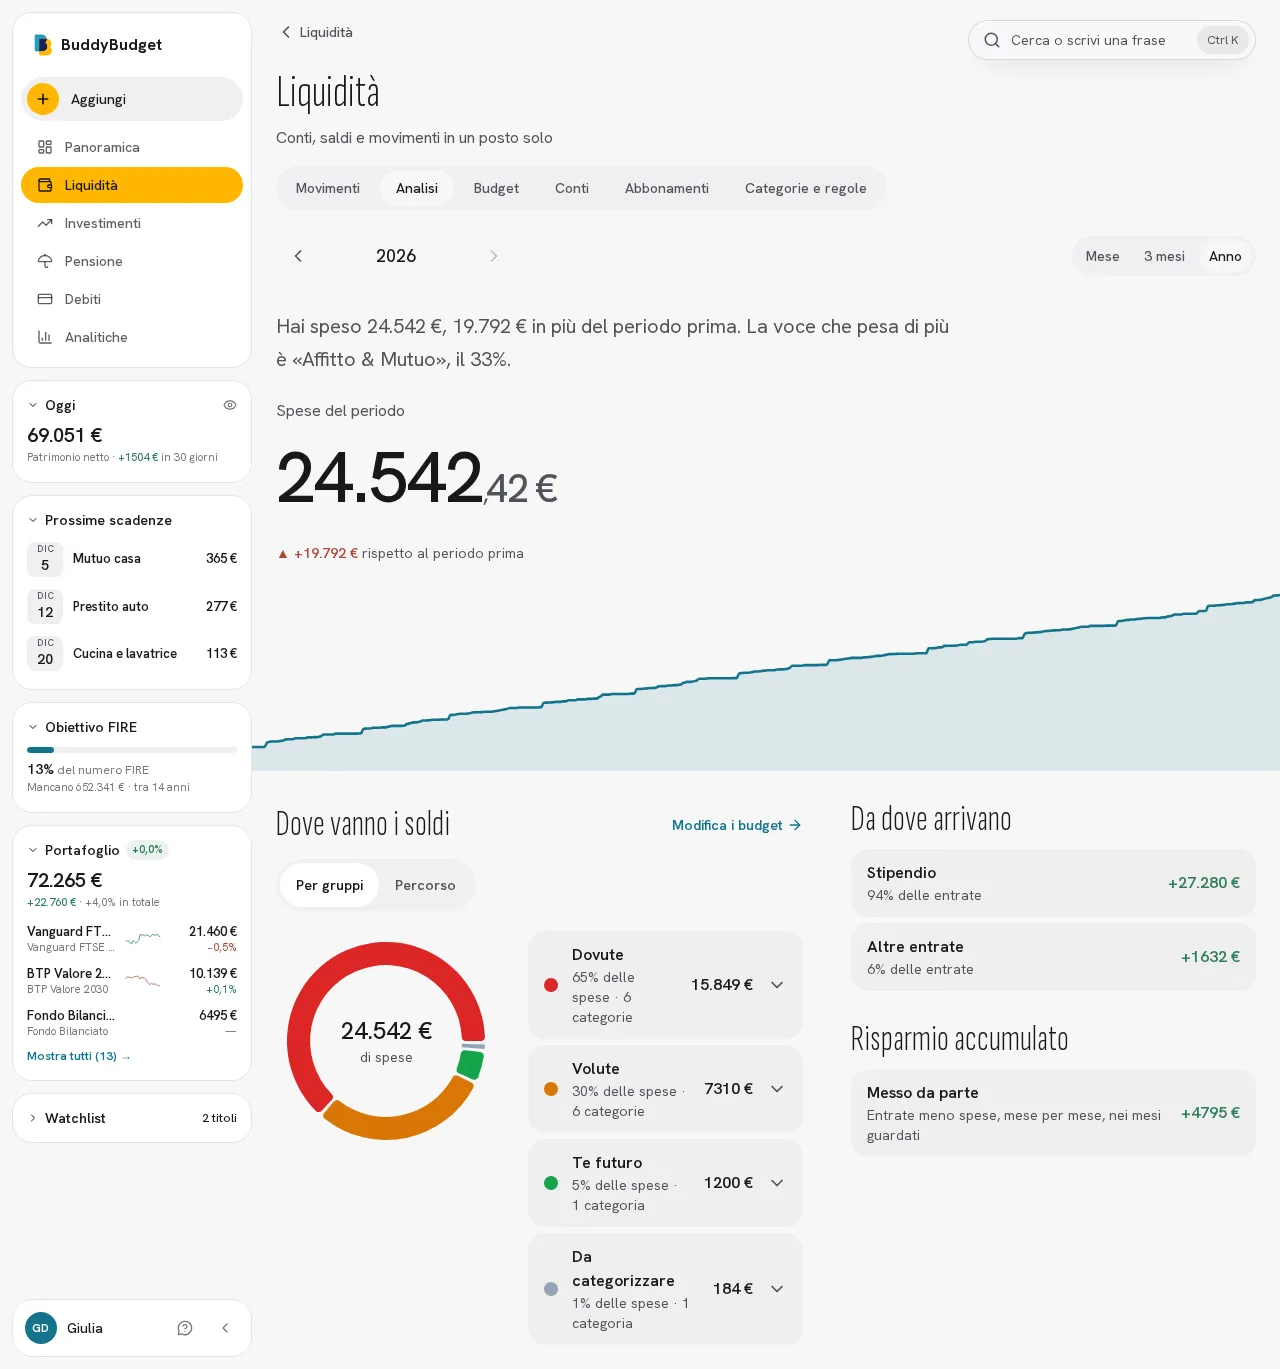 BuddyBudget
Aggiungi
Panoramica
Liquidità
Investimenti
Pensione
Debiti
Analitiche
Oggi
69.051 €
Patrimonio netto · +1504 € in 30 giorni
Prossime scadenze
DIC
5
Mutuo casa
365 €
DIC
12
Prestito auto
277 €
DIC
20
Cucina e lavatrice
113 €
Obiettivo FIRE
13% del numero FIRE
Mancano 652.341 € · tra 14 anni
Portafoglio
+0,0%
72.265 €
+22.760 € · +4,0% in totale
Vanguard FT...
21.460 €
Vanguard FTSE ...
−0,5%
BTP Valore 2...
10.139 €
BTP Valore 2030
+0,1%
Fondo Bilanci...
6495 €
Fondo Bilanciato
—
Mostra tutti (13) →
Watchlist
2 titoli
GD
Giulia
Liquidità
Cerca o scrivi una frase
Ctrl K
Liquidità
Conti, saldi e movimenti in un posto solo
Movimenti
Analisi
Budget
Conti
Abbonamenti
Categorie e regole
2026
Mese
3 mesi
Anno
Hai speso 24.542 €, 19.792 € in più del periodo prima. La voce che pesa di più
è «Affitto & Mutuo», il 33%.
Spese del periodo
24.542,42 €
▲ +19.792 € rispetto al periodo prima
Dove vanno i soldi
Modifica i budget →
Per gruppi
Percorso
24.542 €
di spese
Dovute
65% delle
spese · 6
categorie
15.849 €
Volute
30% delle spese ·
6 categorie
7310 €
Te futuro
5% delle spese ·
1 categoria
1200 €
Da
categorizzare
1% delle spese · 1
categoria
184 €
Da dove arrivano
Stipendio
94% delle entrate
+27.280 €
Altre entrate
6% delle entrate
+1632 €
Risparmio accumulato
Messo da parte
Entrate meno spese, mese per mese, nei mesi
guardati
+4795 €